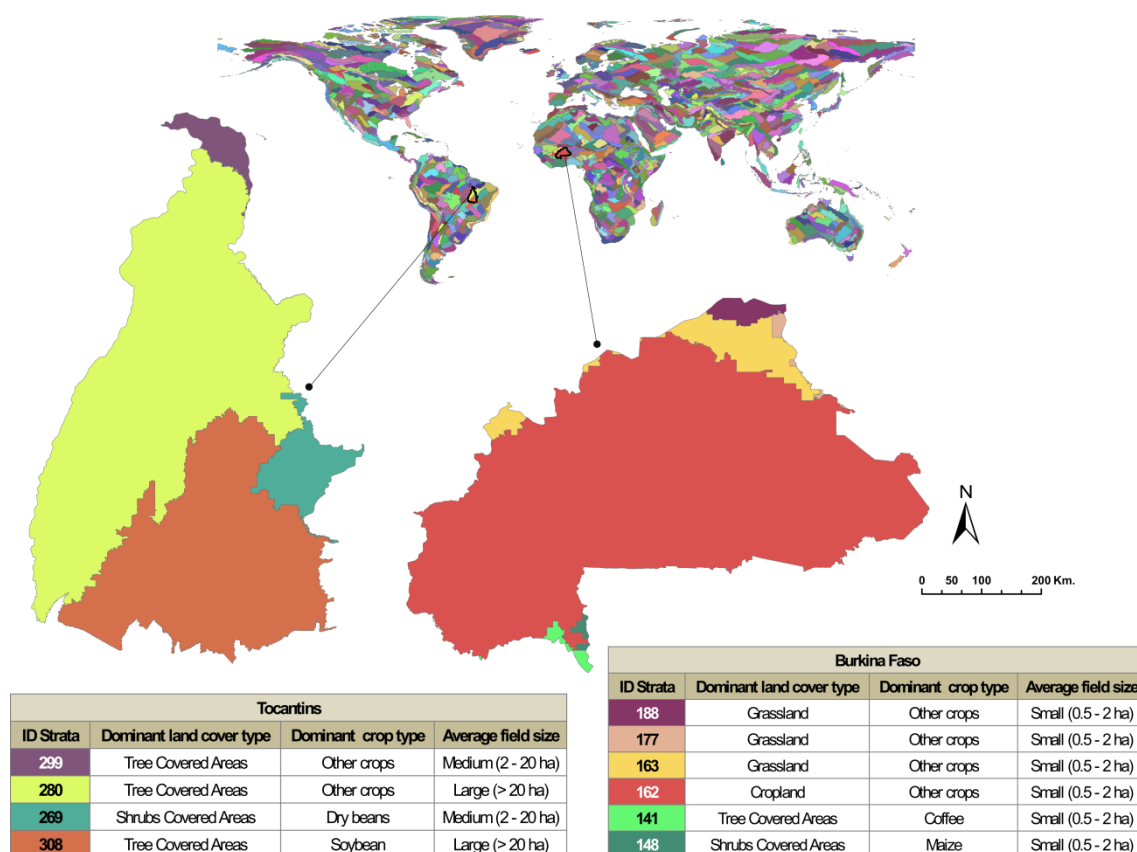 N
0 50 100 200 Km.
Tocantins
ID Strata Dominant land cover type Dominant crop type Average field size
299 Tree Covered Areas Other crops Medium (2 - 20 ha)
280 Tree Covered Areas Other crops Large (> 20 ha)
269 Shrubs Covered Areas Dry beans Medium (2 - 20 ha)
308 Tree Covered Areas Soybean Large (> 20 ha)
Burkina Faso
ID Strata Dominant land cover type Dominant crop type Average field size
188 Grassland Other crops Small (0.5 - 2 ha)
177 Grassland Other crops Small (0.5 - 2 ha)
163 Grassland Other crops Small (0.5 - 2 ha)
162 Cropland Other crops Small (0.5 - 2 ha)
141 Tree Covered Areas Coffee Small (0.5 - 2 ha)
148 Shrubs Covered Areas Maize Small (0.5 - 2 ha)